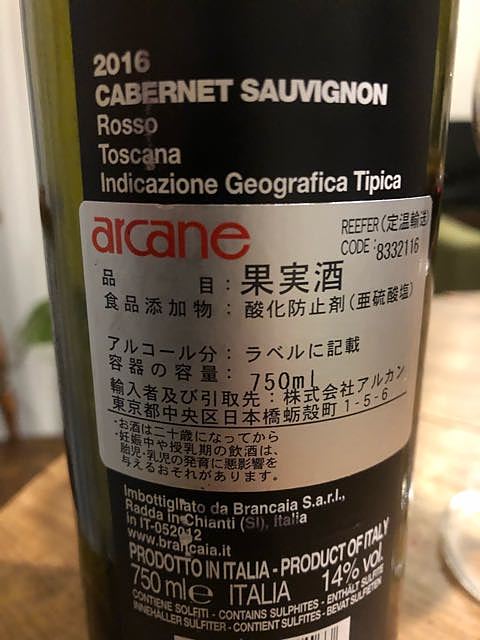 2016
CABERNET SAUVIGNON
Rosso
Toscana
Indicazione Geografica Tipica
arcane
REEFER(定温輸送)
CODE:8332116
品目:果実酒
食品添加物:酸化防止剤(亜硫酸塩)
アルコール分:ラベルに記載
容器の容量:750ml
輸入者及び引取先:株式会社アルカン
東京都中央区日本橋蛎殻町1-5-6
・お酒は二十歳になってから
・妊娠中や授乳期の飲酒は、
胎児・乳児の発育に悪影響を
与えるおそれがあります。
Imbottigliato da Brancaia S.a.r.l.,
Radda in Chianti (SI), Italia
in IT-052012
www.brancaia.it
PRODOTTO IN ITALIA - PRODUCT OF ITALY
750 ml e ITALIA 14% vol.
CONTIENE SOLFITI - CONTAINS SULPHITES - ENTHÄLT SULFITE
INNEHÅLLER SULFITER - CONTIENT SULFITES - BEVAT SULFIETEN